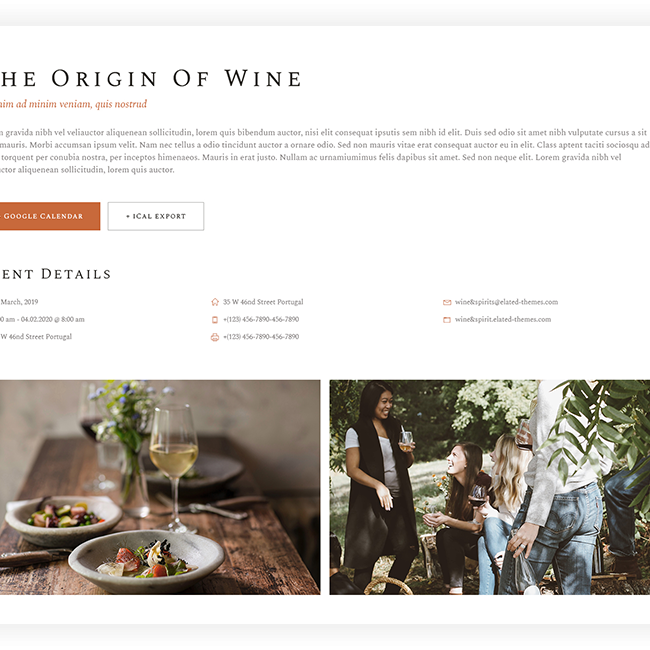 HE ORIGIN OF WINE
nim ad minim veniam, quis nostrud
n gravida nibh vel veliauctor aliquenean sollicitudin, lorem quis bibendum auctor, nisi elit consequat ipsutis sem nibh id elit. Duis sed odio sit amet nibh vulputate cursus a sit
mauris. Morbi accumsan ipsum velit. Nam nec tellus a odio tincidunt auctor a ornare odio. Sed non mauris vitae erat consequat auctor eu in elit. Class aptent taciti sociosqu ad
torquent per conubia nostra, per inceptos himenaeos. Mauris in erat justo. Nullam ac urnamiumimus felis dapibus sit amet. Sed non neque elit. Lorem gravida nibh vel
uctor aliquenean sollicitudin, lorem quis auctor.
GOOGLE CALENDAR
+ ICAL EXPORT
ENT DETAILS
March, 2019
35 W 46nd Street Portugal
wine&spirits@elated-themes.com
0 am - 04.02.2020 @ 8:00 am
+(123) 456-7890-456-7890
wine&spirit.elated-themes.com
W 46nd Street Portugal
+(123) 456-7890-456-7890